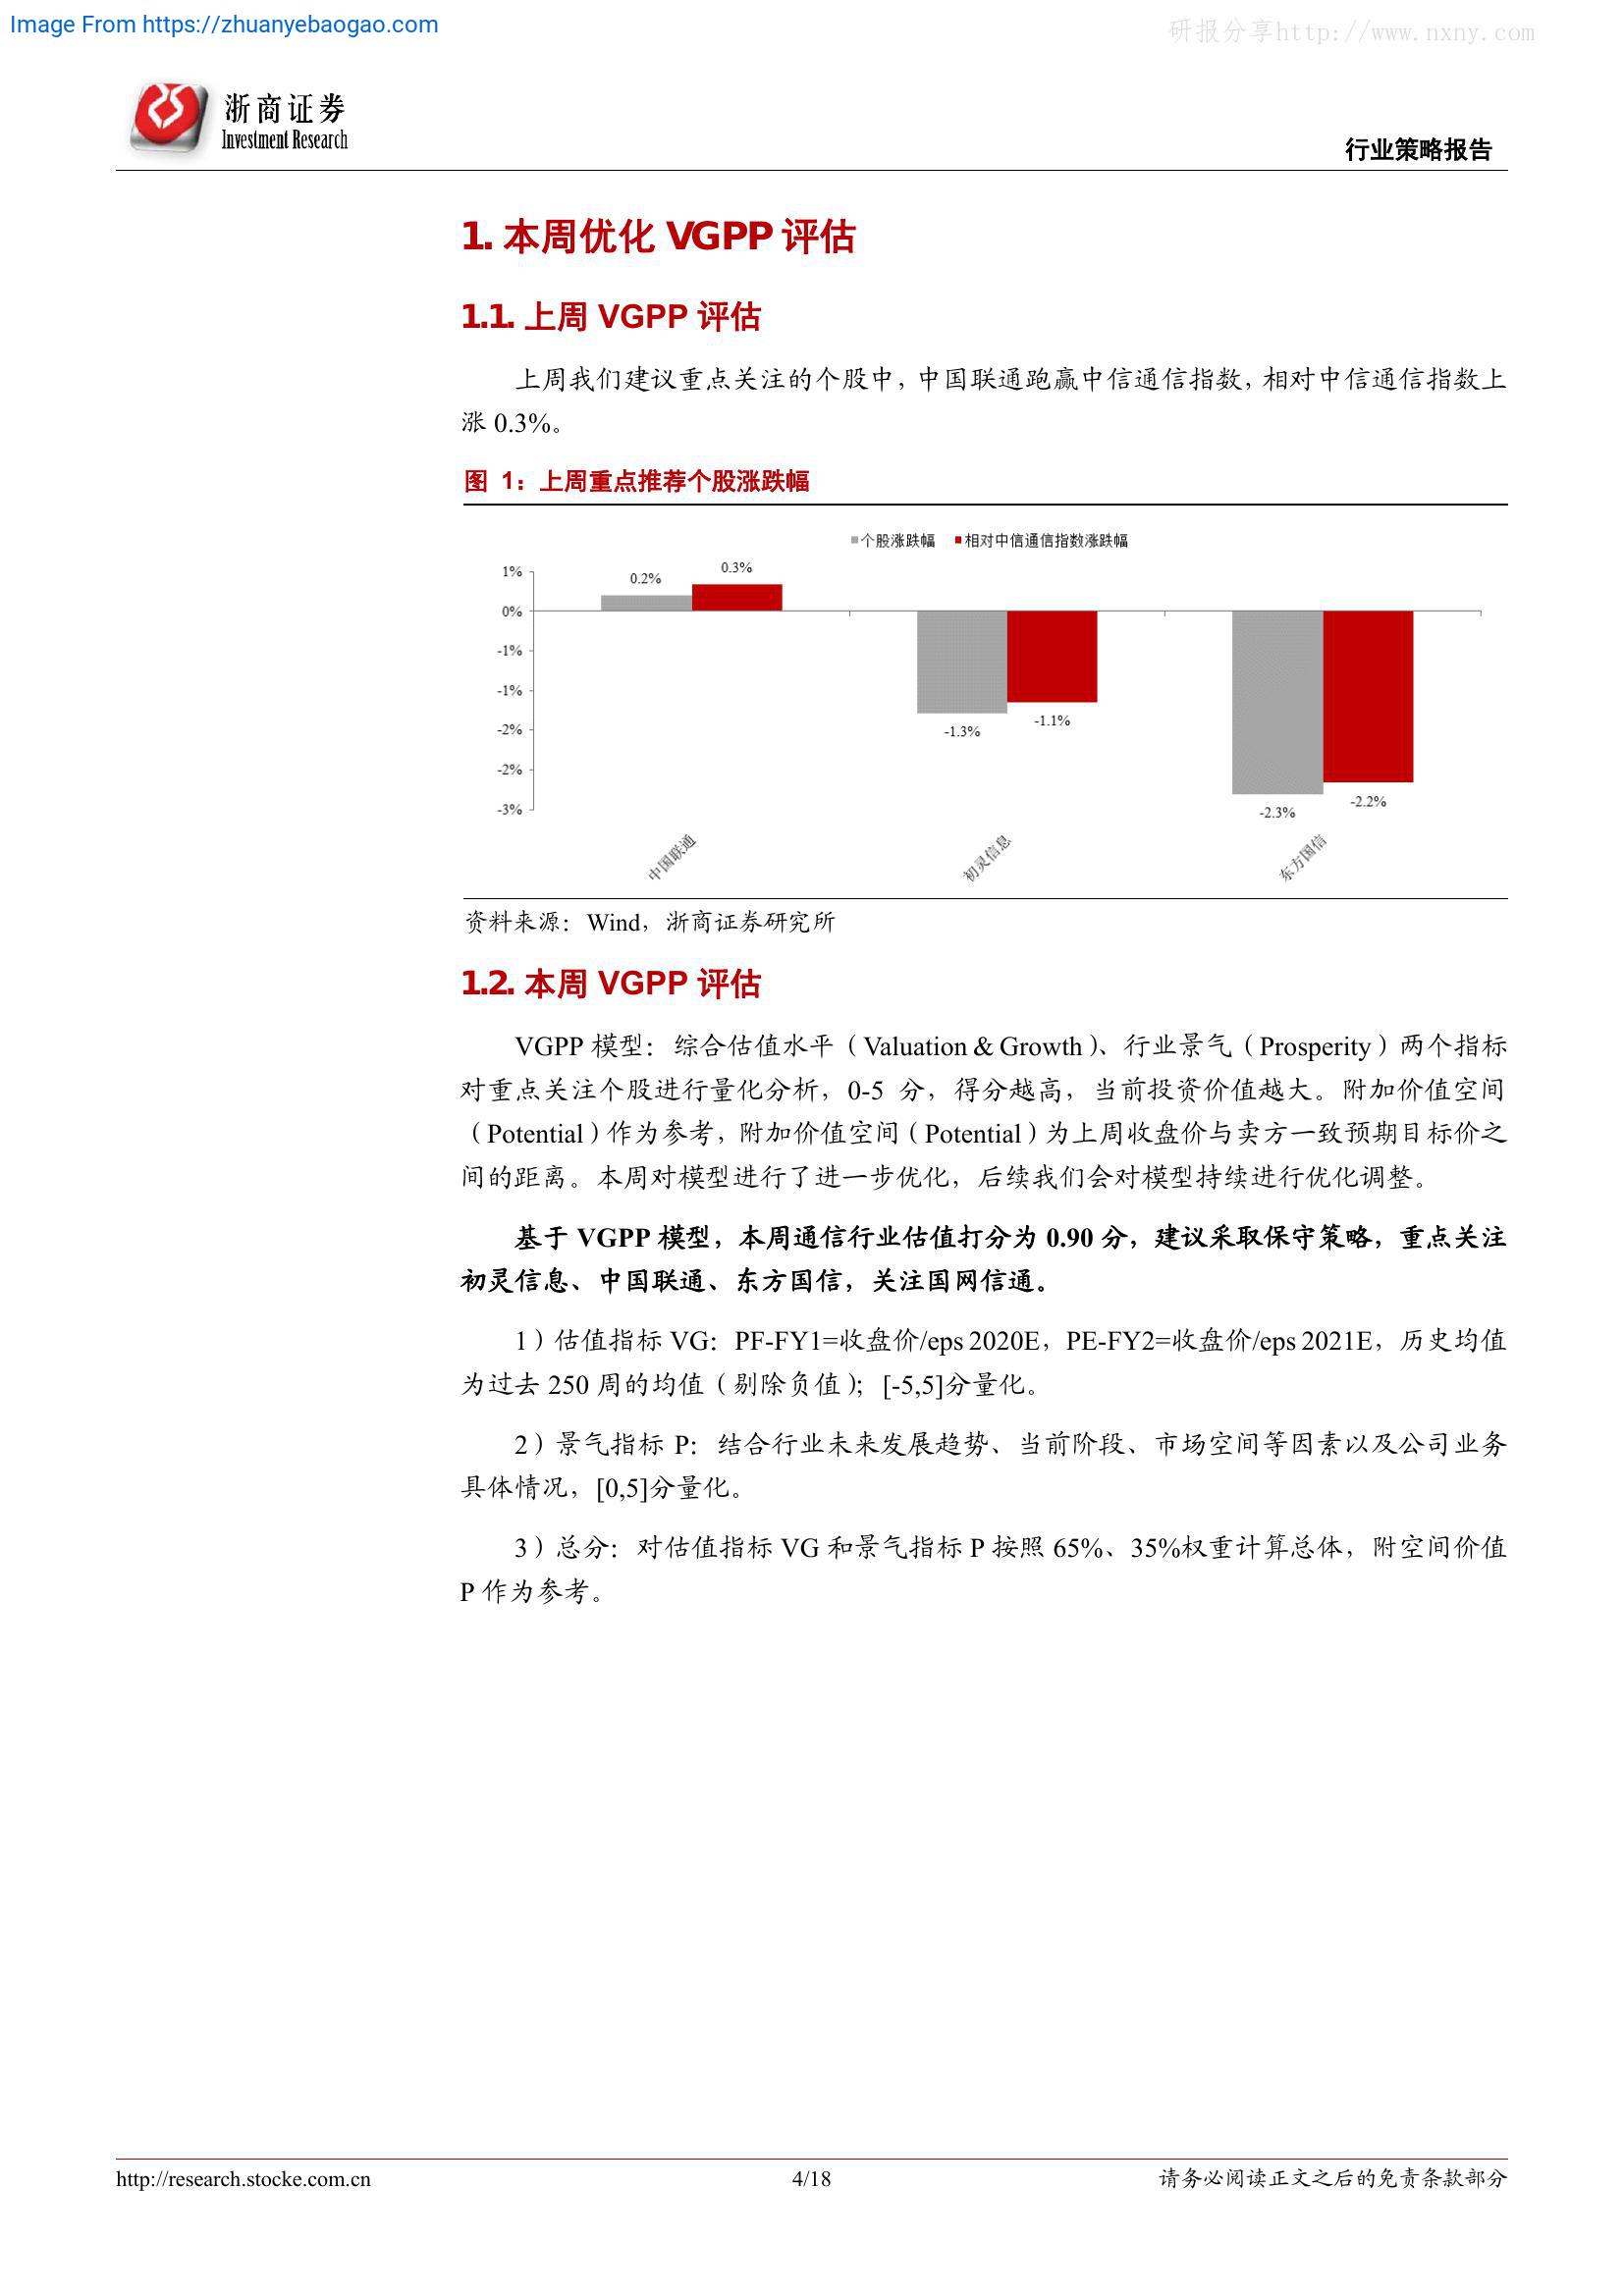 Image From https://zhuanyebaogao.com
研报分享http://www.nxny.com
浙商证券
Investment Research
行业策略报告
1. 本周优化 VGPP 评估
1.1. 上周 VGPP 评估
上周我们建议重点关注的个股中，中国联通跑赢中信通信指数，相对中信通信指数上
涨 0.3%。
图 1：上周重点推荐个股涨跌幅
个股涨跌幅 相对中信通信指数涨跌幅
1%
0%
-1%
-1%
-2%
-2%
-3%
0.2%
0.3%
-1.3%
-1.1%
-2.3%
-2.2%
中国联通
初灵信息
东方国信
资料来源：Wind，浙商证券研究所
1.2. 本周 VGPP 评估
VGPP 模型：综合估值水平（Valuation & Growth）、行业景气（Prosperity）两个指标
对重点关注个股进行量化分析，0-5 分，得分越高，当前投资价值越大。附加价值空间
（Potential）作为参考，附加价值空间（Potential）为上周收盘价与卖方一致预期目标价之
间的距离。本周对模型进行了进一步优化，后续我们会对模型持续进行优化调整。
基于 VGPP 模型，本周通信行业估值打分为 0.90 分，建议采取保守策略，重点关注
初灵信息、中国联通、东方国信，关注国网信通。
1）估值指标 VG：PF-FY1=收盘价/eps 2020E，PE-FY2=收盘价/eps 2021E，历史均值
为过去 250 周的均值（剔除负值）；[-5,5]分量化。
2）景气指标 P：结合行业未来发展趋势、当前阶段、市场空间等因素以及公司业务
具体情况，[0,5]分量化。
3）总分：对估值指标 VG 和景气指标 P 按照 65%、35%权重计算总体，附空间价值
P 作为参考。
http://research.stocke.com.cn
4/18
请务必阅读正文之后的免责条款部分